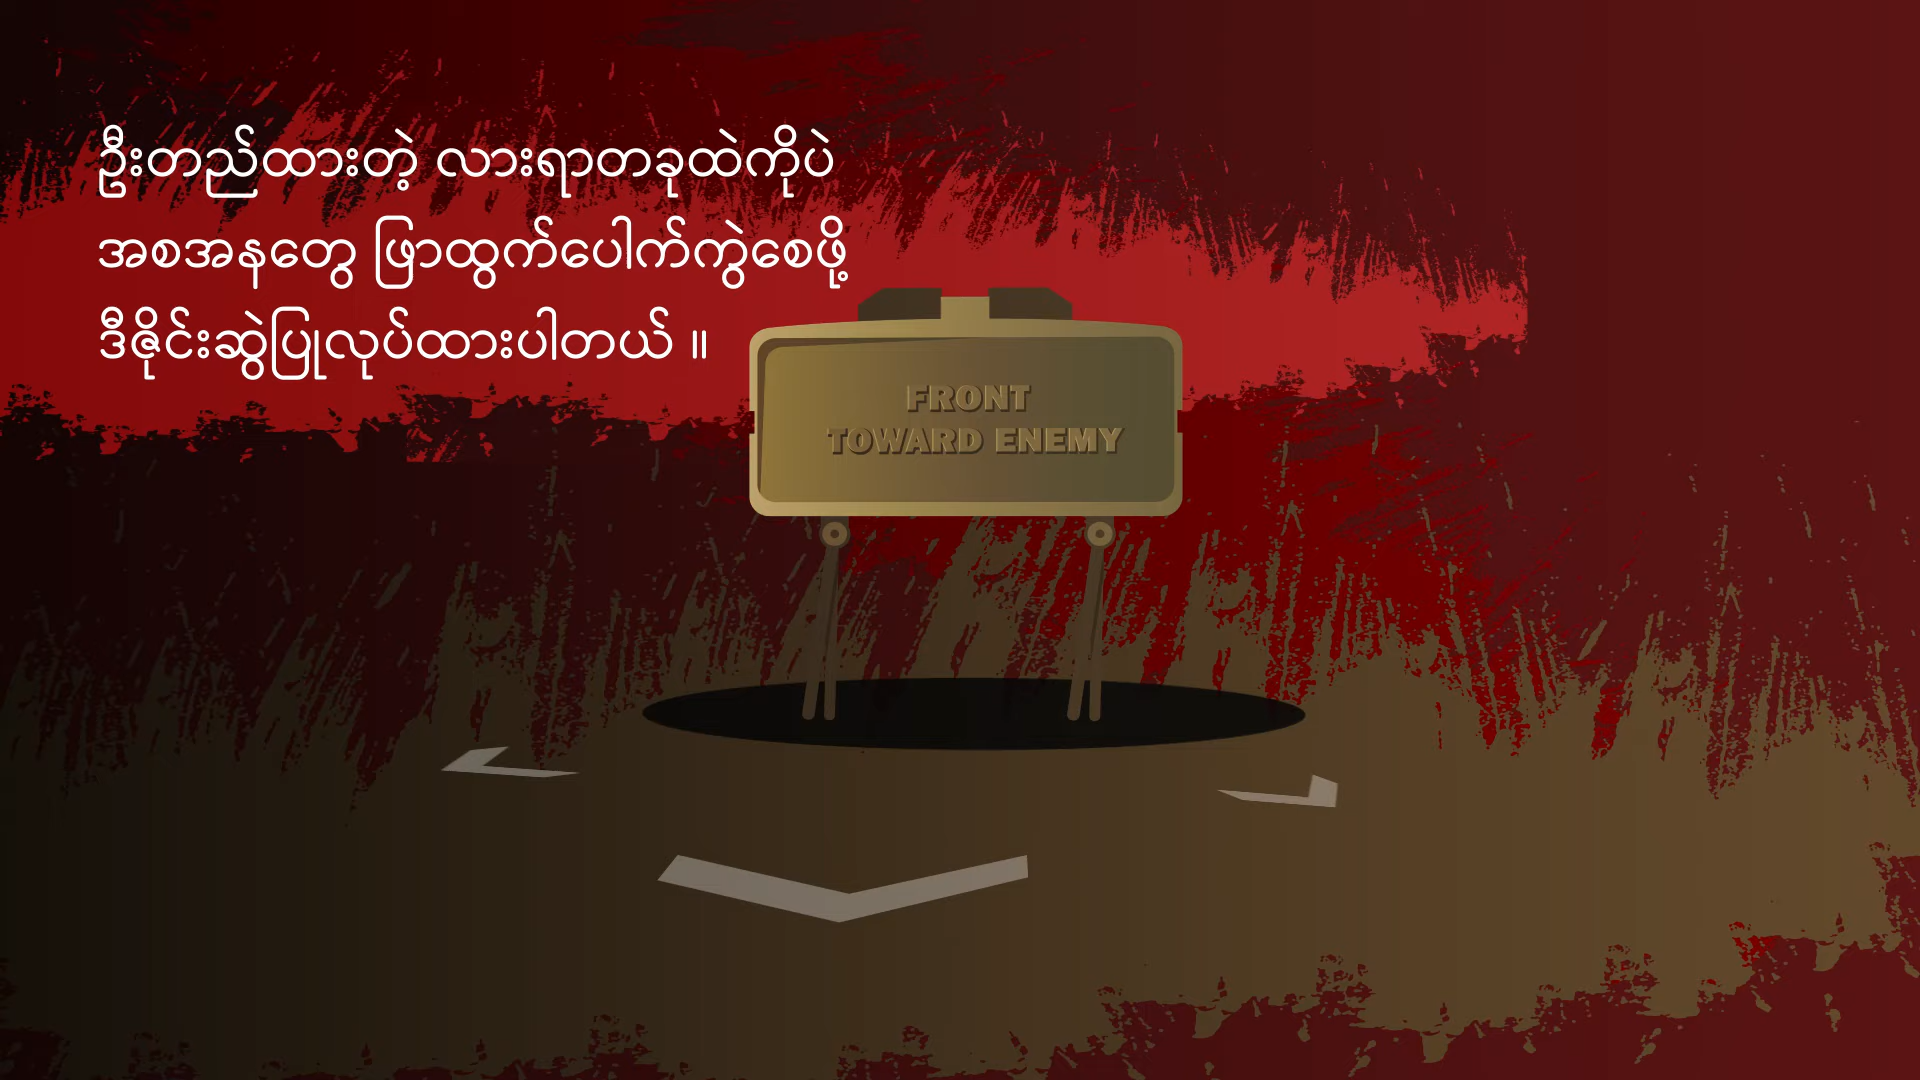 ဦးတည်ထားတဲ့ လားရာတခုထဲကိုပဲ
အစအနတွေ ဖြာထွက်ပေါက်ကွဲစေဖို့
ဒီဇိုင်းဆွဲပြုလုပ်ထားပါတယ် ။
FRONT
TOWARD ENEMY